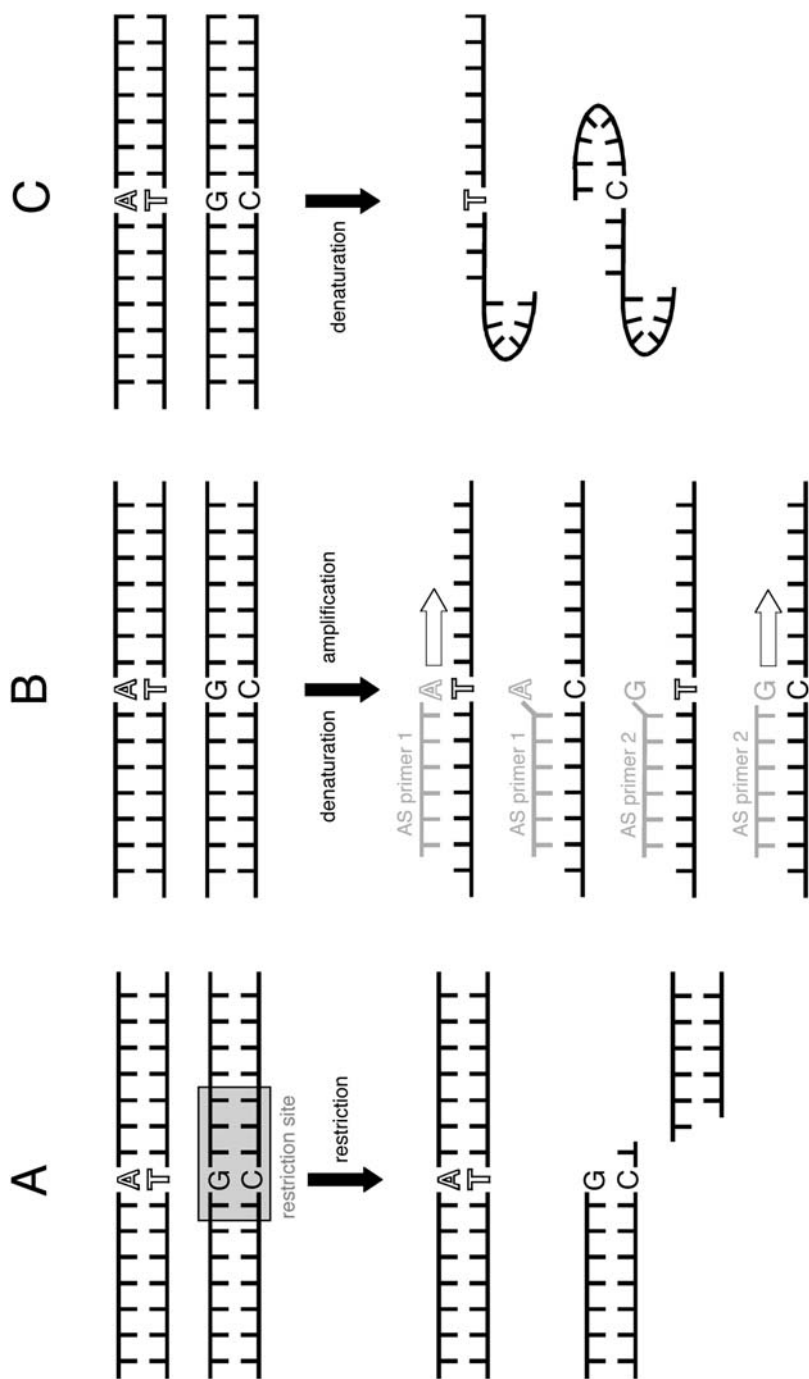 A
A
T
G
C
restriction site
restriction
A
T
G
C
B
A
T
G
C
denaturation
amplification
AS primer 1
A
T
AS primer 1
A
C
AS primer 2
G
T
AS primer 2
G
C
C
A
T
G
C
denaturation
T
C